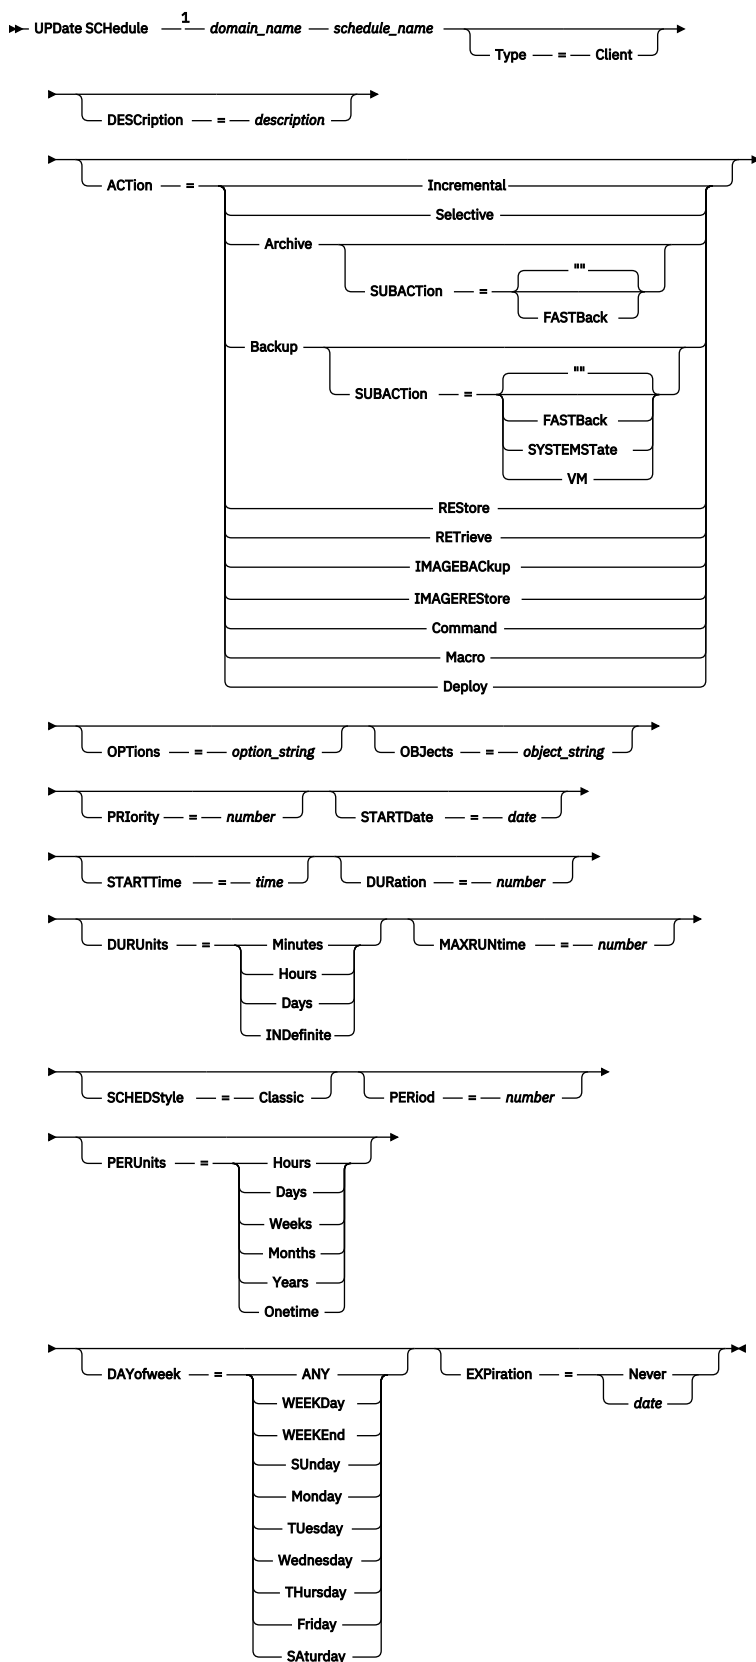 1
UPDate SCHedule domain_name schedule_name
Type = Client
DESCription = description
ACTion = Incremental
Selective
Archive
""
SUBACTion =
FASTBack
Backup
""
SUBACTion =
FASTBack
SYSTEMSTate
VM
REStore
RETrieve
IMAGEBACkup
IMAGEREStore
Command
Macro
Deploy
OPTions = option_string OBJects = object_string
PRIority = number STARTDate = date
STARTTime = time DURation = number
DURUnits = Minutes MAXRUNtime = number
Hours
Days
INDefinite
SCHEDStyle = Classic PERiod = number
PERUnits = Hours
Days
Weeks
Months
Years
Onetime
DAYofweek = ANY EXPiration = Never
WEEKDay date
WEEKEnd
SUnday
Monday
TUesday
Wednesday
THursday
Friday
SAturday